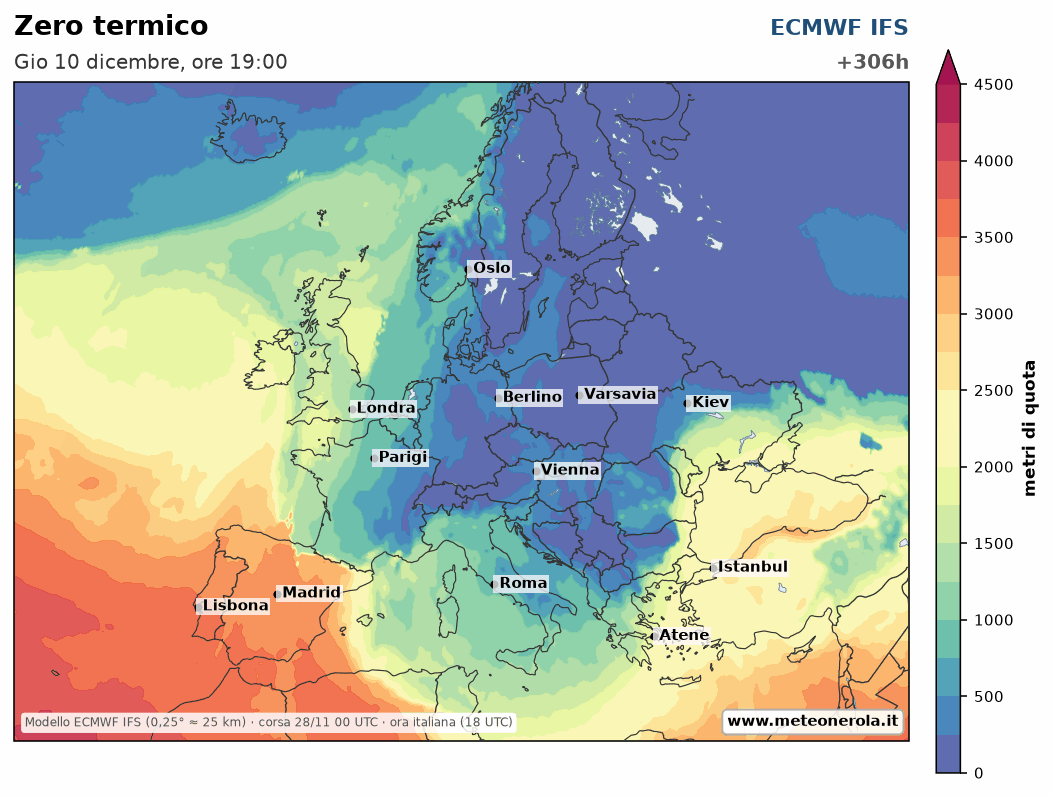 Zero termico
ECMWF IFS
Gio 10 dicembre, ore 19:00
+306h
4500
4000
3500
3000
2500
2000
1500
1000
500
0
metri di quota
Oslo
Berlino
Varsavia
Kiev
Londra
Parigi
Vienna
Istanbul
Roma
Madrid
Lisbona
Atene
Modello ECMWF IFS (0,25° ≈ 25 km) · corsa 28/11 00 UTC · ora italiana (18 UTC)
www.meteonerola.it